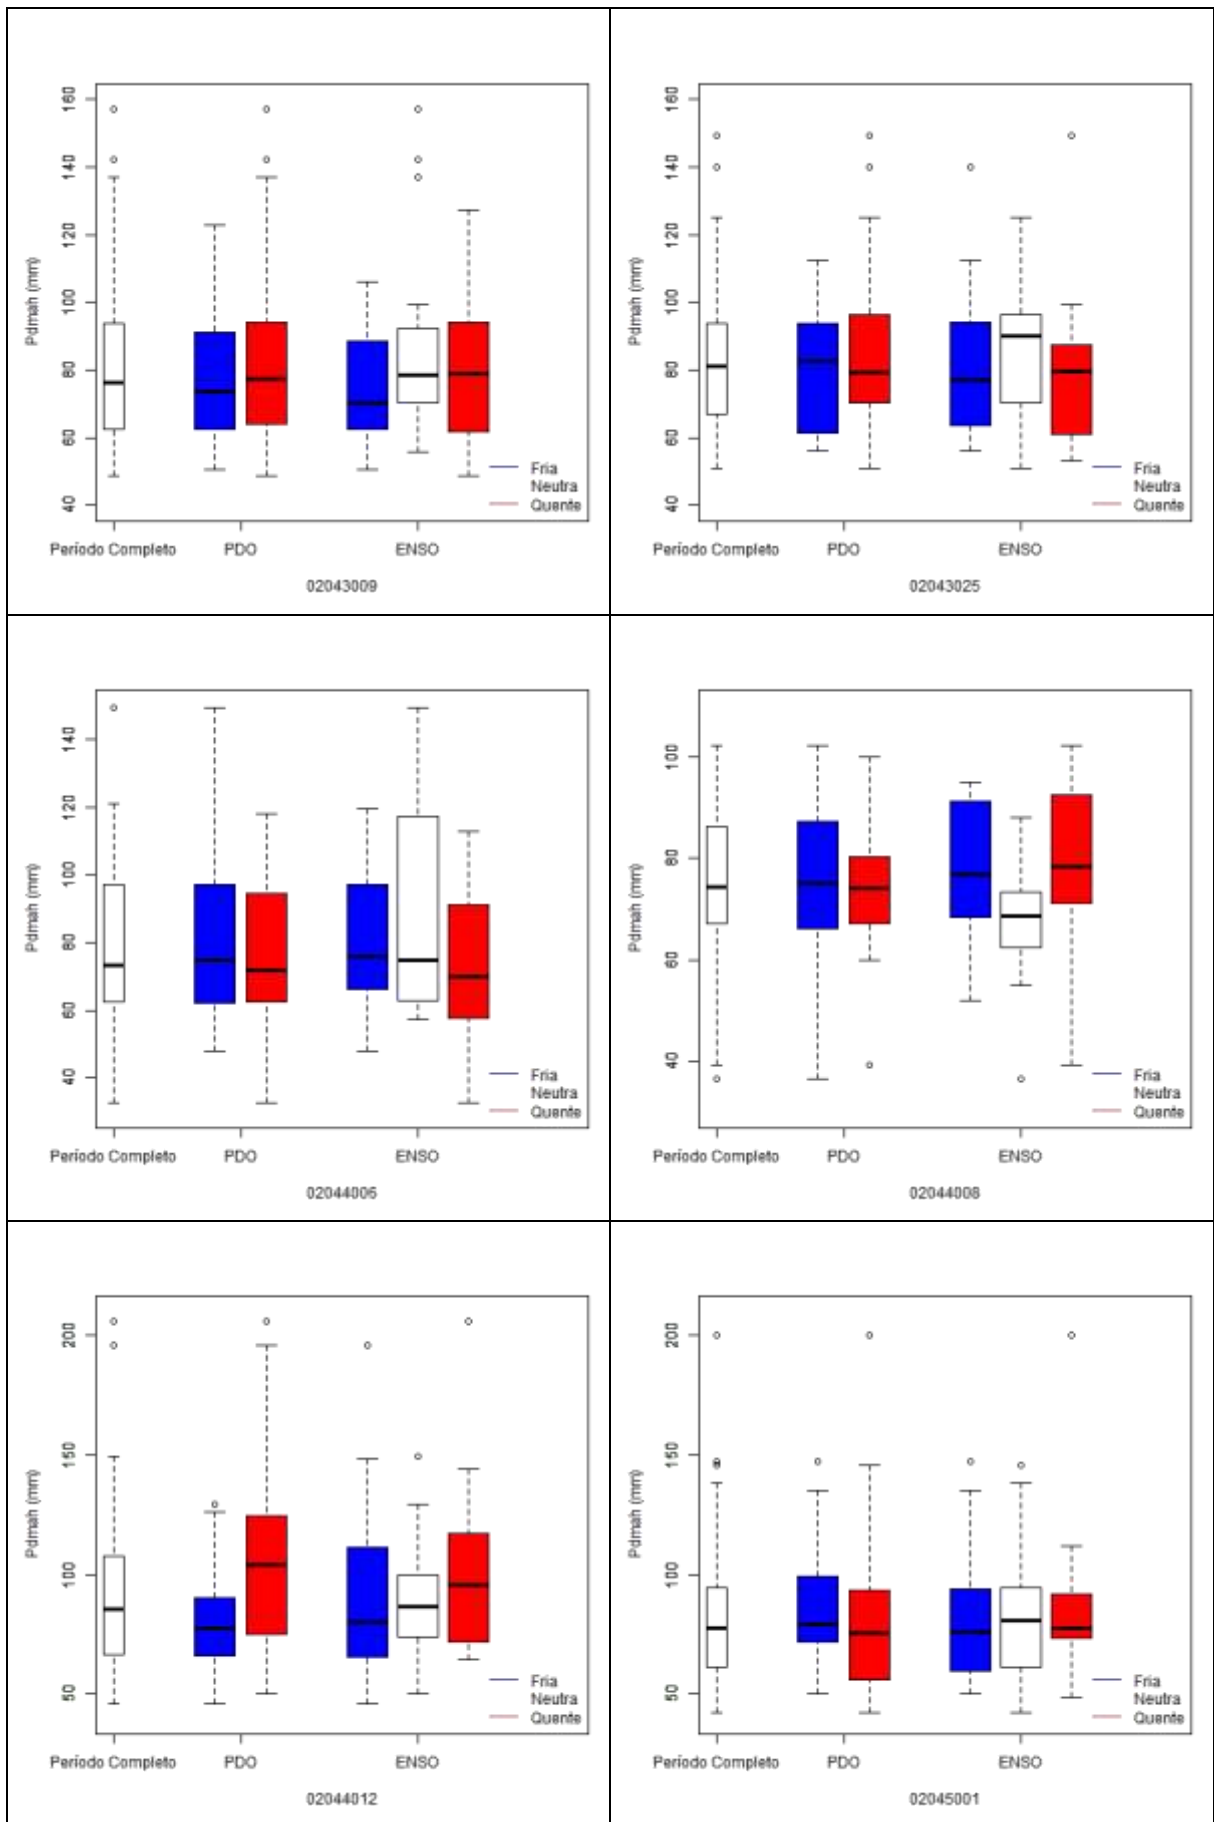 160
140
120
100
80
60
40
Pdmah (mm)
Fria
Neutra
Quente
Período Completo PDO ENSO
02043009
160
140
120
100
80
60
40
Pdmah (mm)
Fria
Neutra
Quente
Período Completo PDO ENSO
02043025
140
120
100
80
60
40
Pdmah (mm)
Fria
Neutra
Quente
Período Completo PDO ENSO
02044006
100
80
60
40
Pdmah (mm)
Fria
Neutra
Quente
Período Completo PDO ENSO
02044008
200
150
100
50
Pdmah (mm)
Fria
Neutra
Quente
Período Completo PDO ENSO
02044012
200
150
100
50
Pdmah (mm)
Fria
Neutra
Quente
Período Completo PDO ENSO
02045001